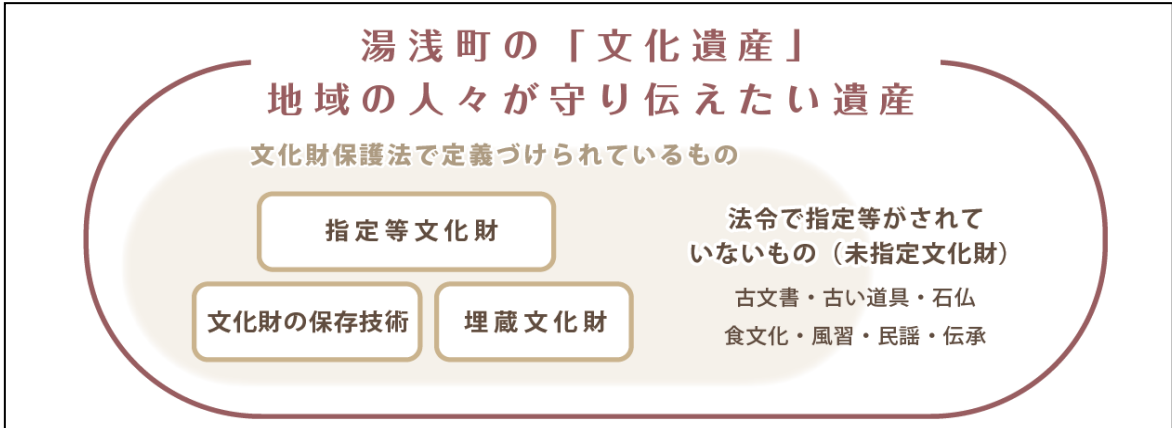 湯浅町の「文化遺産」
地域の人々が守り伝えたい遺産
文化財保護法で定義づけられているもの
指定等文化財
文化財の保存技術
埋蔵文化財
法令で指定等がされて
いないもの（未指定文化財）
古文書・古い道具・石仏
食文化・風習・民謡・伝承